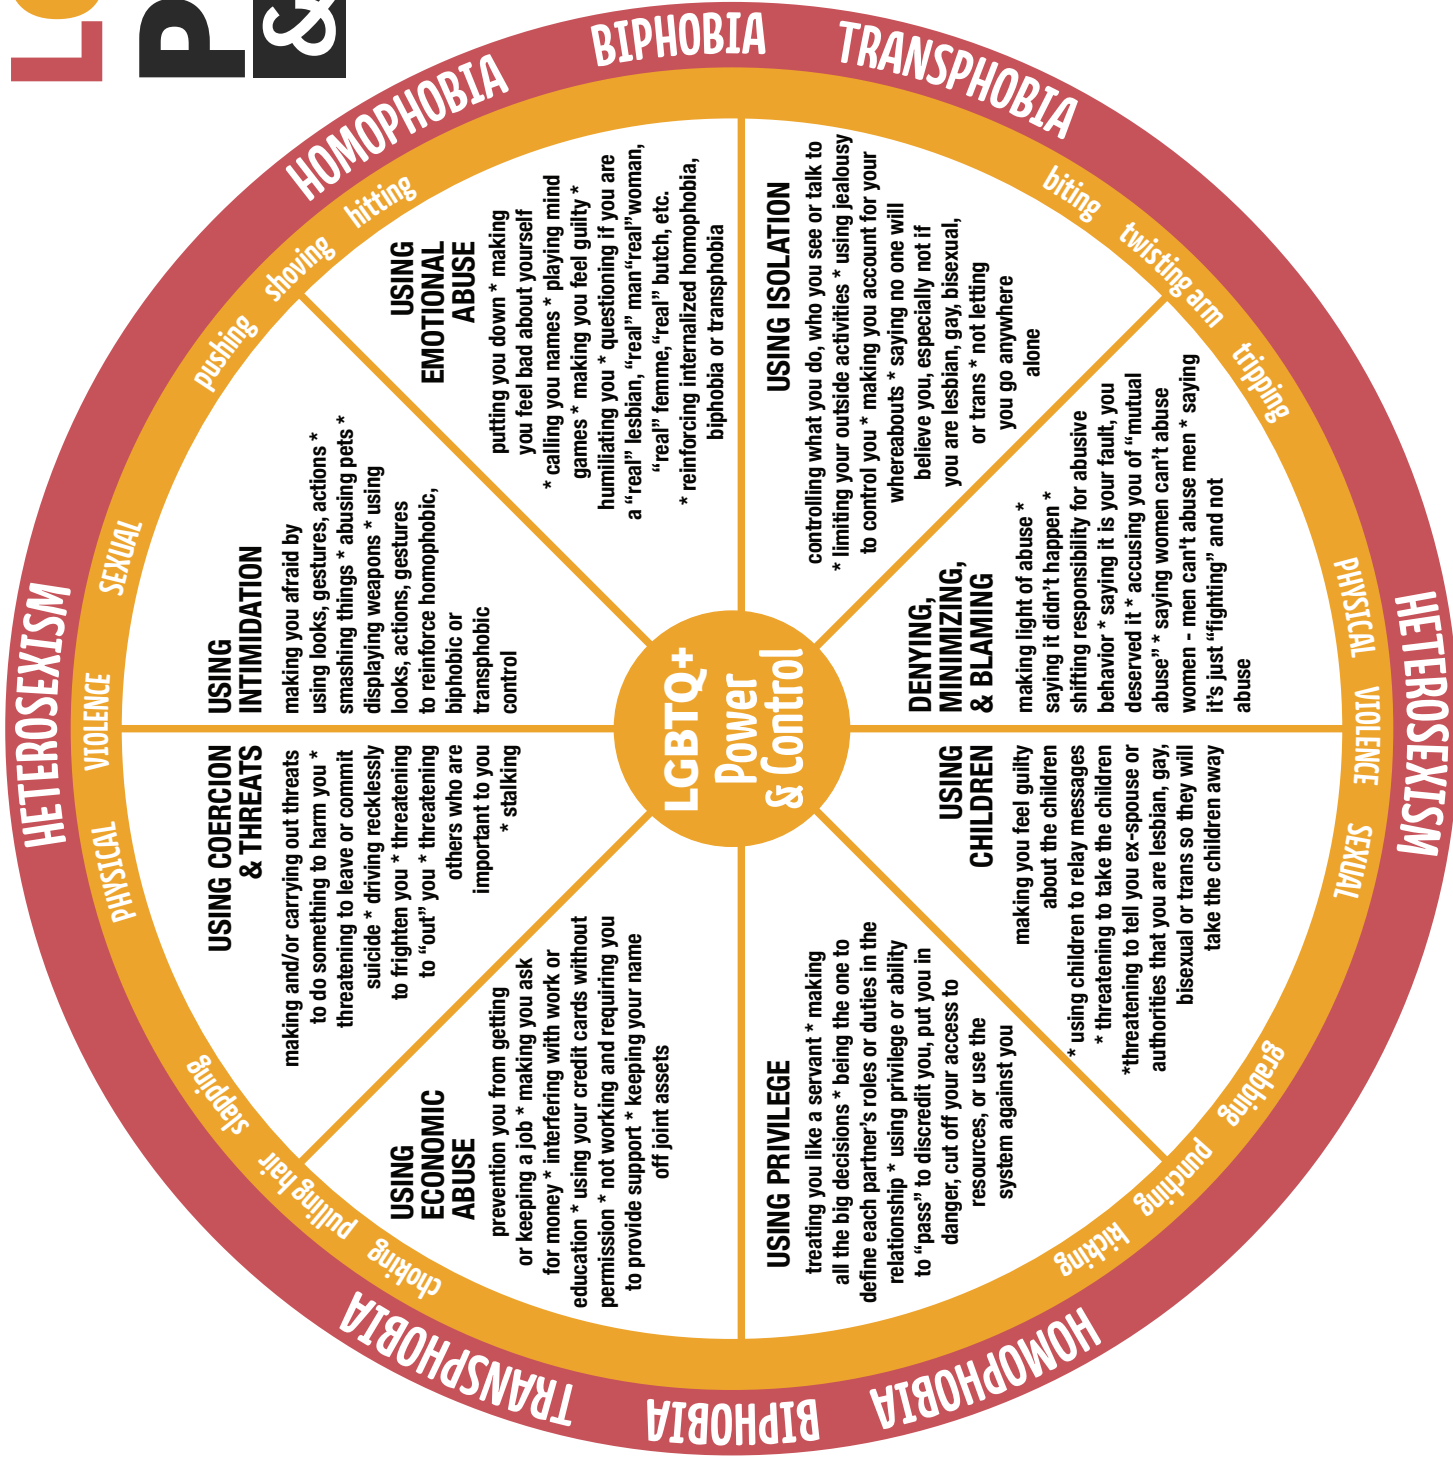 LG
P
&
HETEROSEXISM
HOMOPHOBIA
BIPHOBIA
TRANSPHOBIA
HETEROSEXISM
HOMOPHOBIA
BIPHOBIA
TRANSPHOBIA
PHYSICAL VIOLENCE SEXUAL
pushing shoving hitting
biting twisting arm tripping
PHYSICAL VIOLENCE SEXUAL
grabbing punching kicking
choking pulling hair slapping
LGBTQ+
Power
& Control
USING COERCION
& THREATS
making and/or carrying out threats
to do something to harm you *
threatening to leave or commit
suicide * driving recklessly
to frighten you * threatening
to “out” you * threatening
others who are
important to you
* stalking
USING
INTIMIDATION
making you afraid by
using looks, gestures, actions *
smashing things * abusing pets *
displaying weapons * using
looks, actions, gestures
to reinforce homophobic,
biphobic or
transphobic
control
USING
EMOTIONAL
ABUSE
putting you down * making
you feel bad about yourself
* calling you names * playing mind
games * making you feel guilty *
humiliating you * questioning if you are
a “real” lesbian, “real” man“real”woman,
“real” femme, “real” butch, etc.
* reinforcing internalized homophobia,
biphobia or transphobia
USING ISOLATION
controlling what you do, who you see or talk to
* limiting your outside activities * using jealousy
to control you * making you account for your
whereabouts * saying no one will
believe you, especially not if
you are lesbian, gay, bisexual,
or trans * not letting
you go anywhere
alone
DENYING,
MINIMIZING,
& BLAMING
making light of abuse *
saying it didn't happen *
shifting responsibility for abusive
behavior * saying it is your fault, you
deserved it * accusing you of “mutual
abuse” * saying women can't abuse
women - men can't abuse men * saying
it's just “fighting” and not
abuse
USING
CHILDREN
making you feel guilty
about the children
* using children to relay messages
* threatening to take the children
*threatening to tell you ex-spouse or
authorities that you are lesbian, gay,
bisexual or trans so they will
take the children away
USING PRIVILEGE
treating you like a servant * making
all the big decisions * being the one to
define each partner's roles or duties in the
relationship * using privilege or ability
to “pass” to discredit you, put you in
danger, cut off your access to
resources, or use the
system against you
USING
ECONOMIC
ABUSE
prevention you from getting
or keeping a job * making you ask
for money * interfering with work or
education * using your credit cards without
permission * not working and requiring you
to provide support * keeping your name
off joint assets